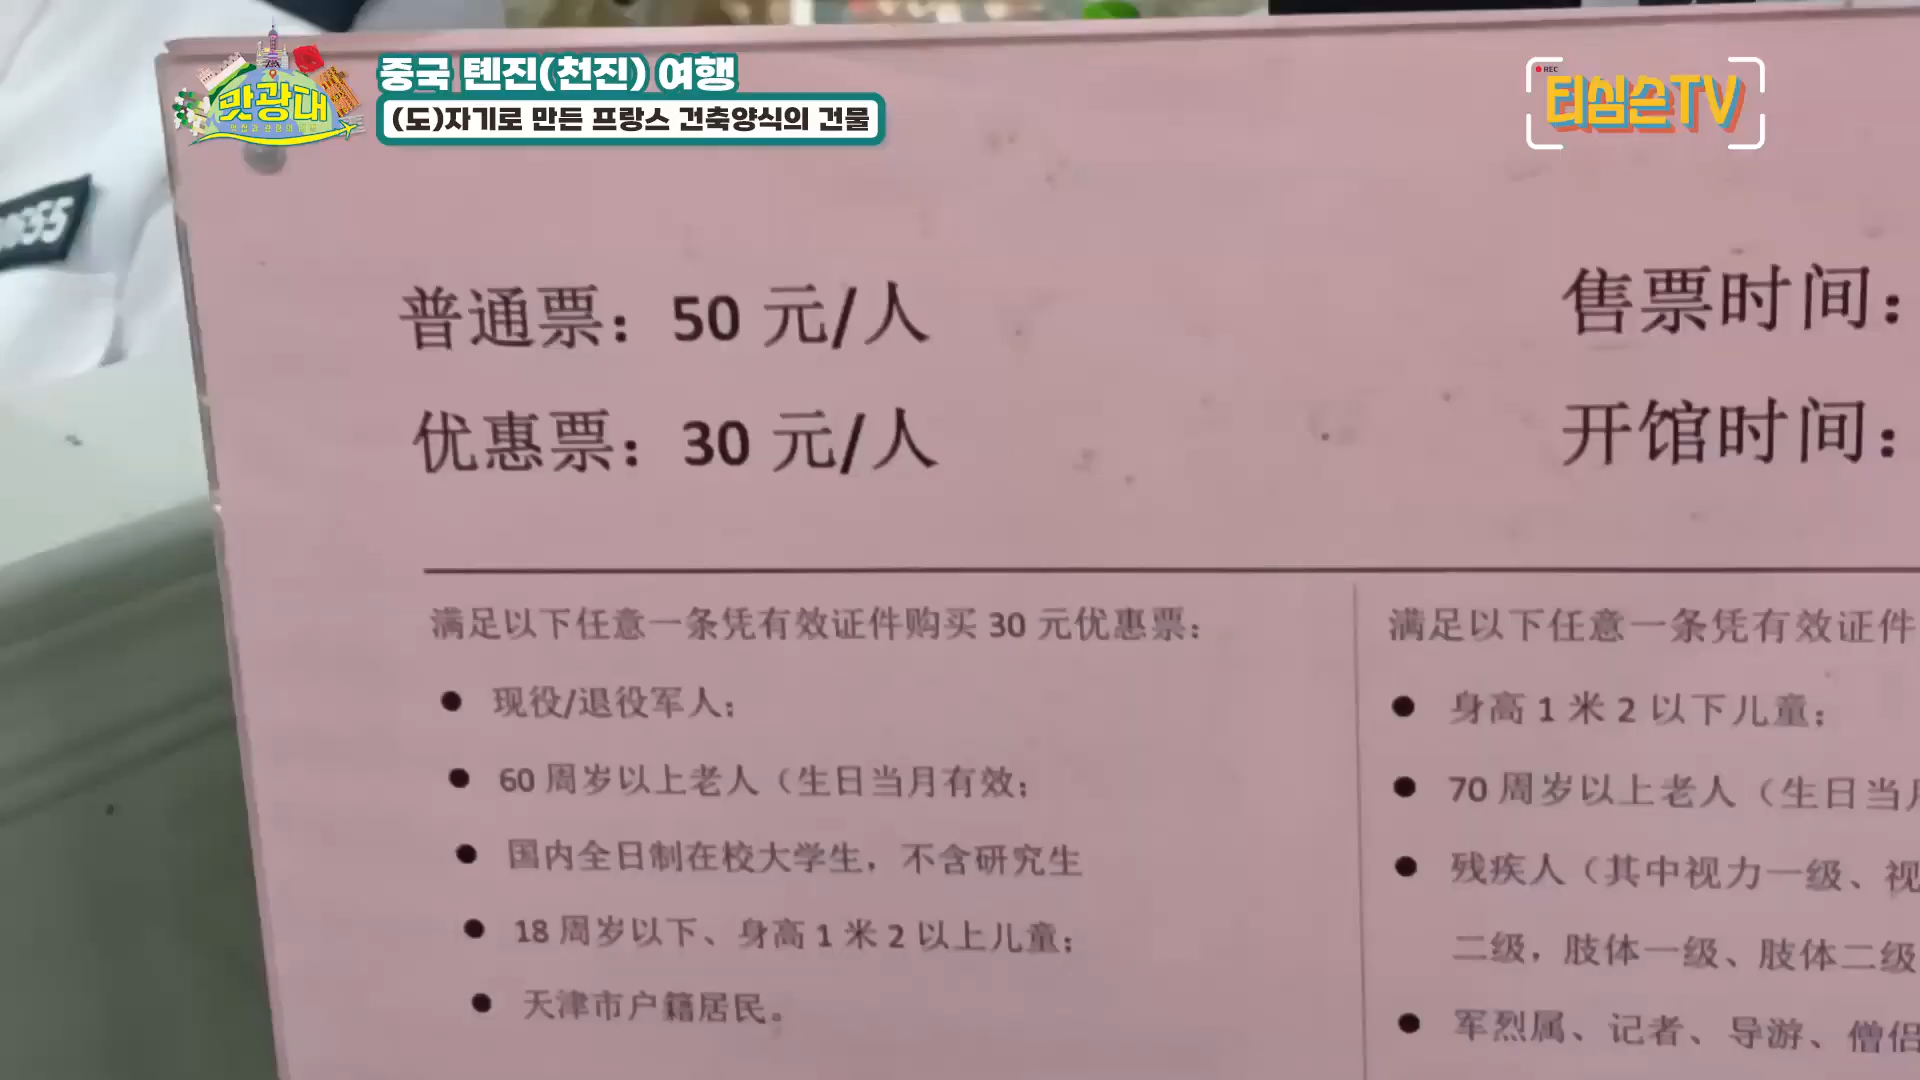 맛광대
중국 톈진(천진) 여행
(도)자기로 만든 프랑스 건축양식의 건물
REC
티심슨TV
普通票：50 元/人
优惠票：30 元/人
售票时间：
开馆时间：
满足以下任意一条凭有效证件购买 30 元优惠票：
● 现役/退役军人；
● 60 周岁以上老人（生日当月有效；
● 国内全日制在校大学生，不含研究生
● 18 周岁以下、身高 1 米 2 以上儿童；
● 天津市户籍居民。
满足以下任意一条凭有效证件
● 身高 1 米 2 以下儿童；
● 70 周岁以上老人（生日当月
● 残疾人（其中视力一级、视
二级，肢体一级、肢体二级
● 军烈属、记者、导游、僧侣